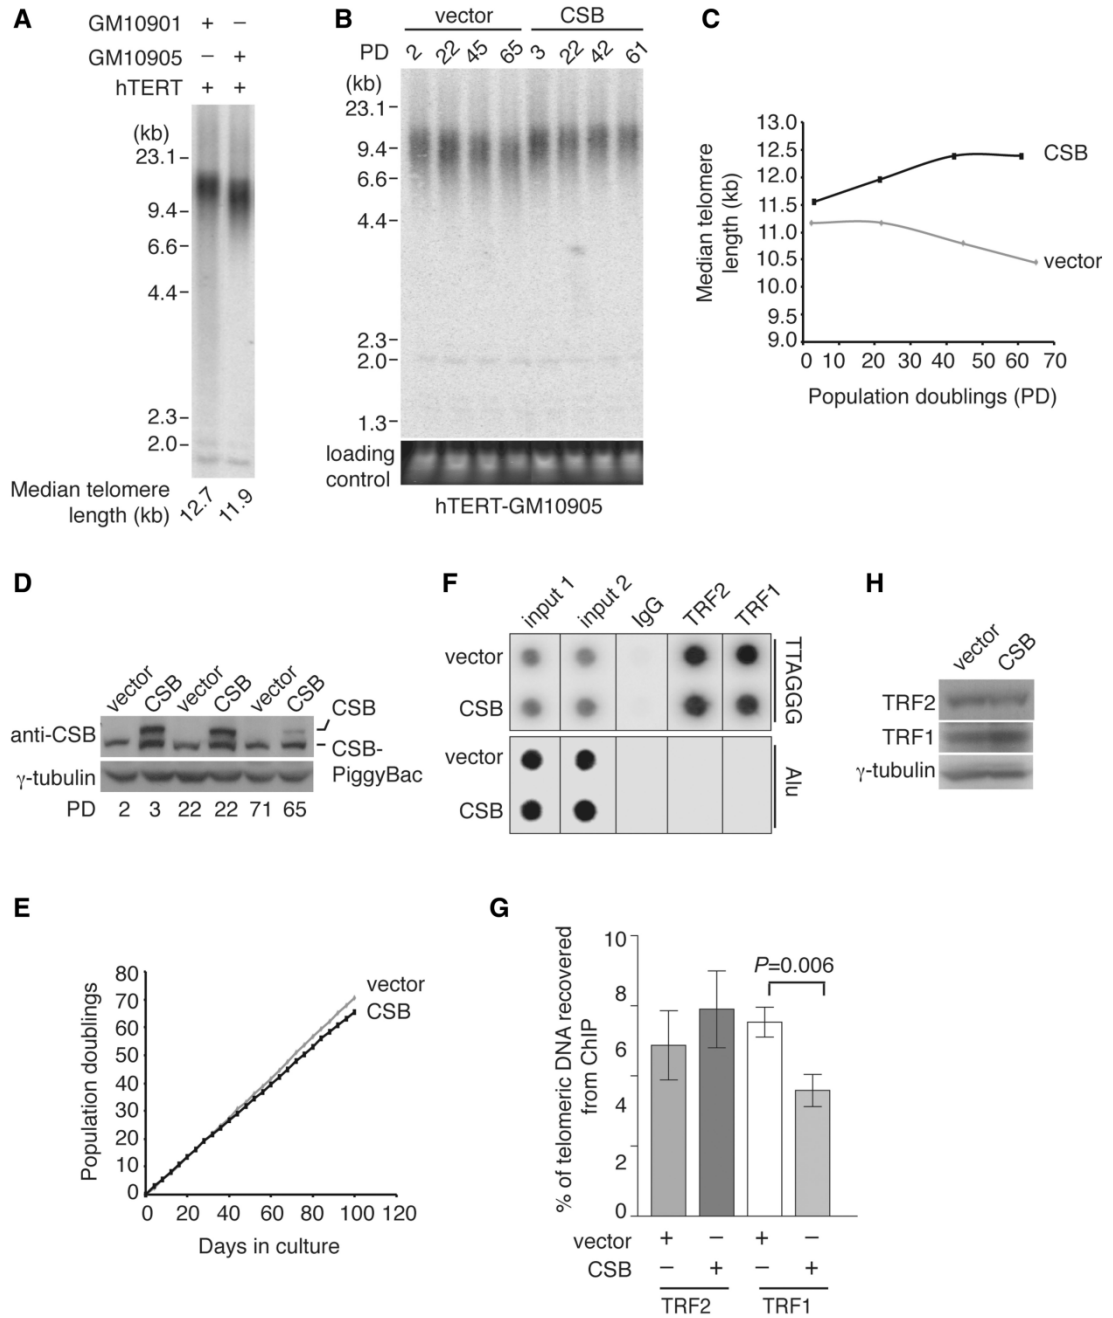 A
GM10901 + –
GM10905 – +
hTERT + +
(kb)
23.1
9.4
6.6
4.4
2.3
2.0
Median telomere
length (kb)
12.7 11.9
B
vector CSB
PD 2 22 45 65 3 22 42 61
(kb)
23.1
9.4
6.6
4.4
2.3
2.0
1.3
loading
control
hTERT-GM10905
C
Median telomere
length (kb)
13.0
12.5
12.0
11.5
11.0
10.5
10.0
9.5
9.0
CSB
vector
0 10 20 30 40 50 60 70
Population doublings (PD)
D
vector CSB vector CSB vector CSB
anti-CSB
CSB
CSB-
PiggyBac
γ-tubulin
PD 2 3 22 22 71 65
F
input 1 input 2 IgG TRF2 TRF1
vector
CSB
TTAGGG
vector
CSB
Alu
H
vector CSB
TRF2
TRF1
γ-tubulin
E
Population doublings
80
70
60
50
40
30
20
10
0
vector
CSB
0 20 40 60 80 100 120
Days in culture
G
% of telomeric DNA recovered
from ChIP
10
8
6
4
2
0
P=0.006
vector + – + –
CSB – + – +
TRF2 TRF1